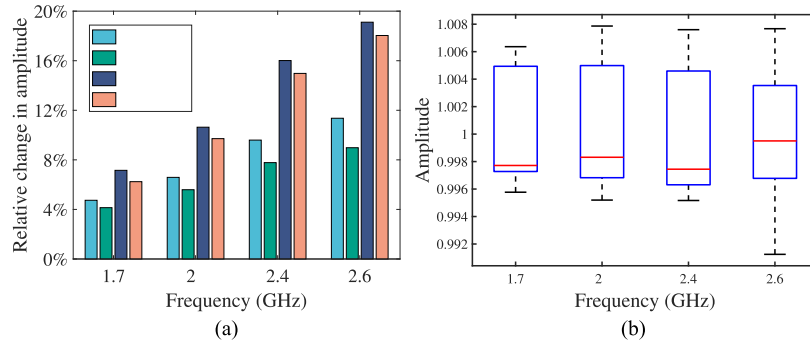 20%
16%
12%
8%
4%
0%
Relative change in amplitude
1.7 2 2.4 2.6
Frequency (GHz)
(a)
1.008
1.006
1.004
1.002
1
0.998
0.996
0.994
0.992
Amplitude
1.7 2 2.4 2.6
Frequency (GHz)
(b)